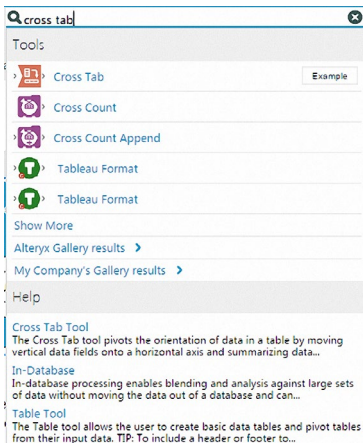 cross tab
Tools
Cross Tab Example
Cross Count
Cross Count Append
Tableau Format
Tableau Format
Show More
Alteryx Gallery results
My Company's Gallery results
Help
Cross Tab Tool
The Cross Tab tool pivots the orientation of data in a table by moving
vertical data fields onto a horizontal axis and summarizing data...
In-Database
In-database processing enables blending and analysis against large sets
of data without moving the data out of a database and can...
Table Tool
The Table tool allows the user to create basic data tables and pivot tables
from their input data. TIP: To include a header or footer to...